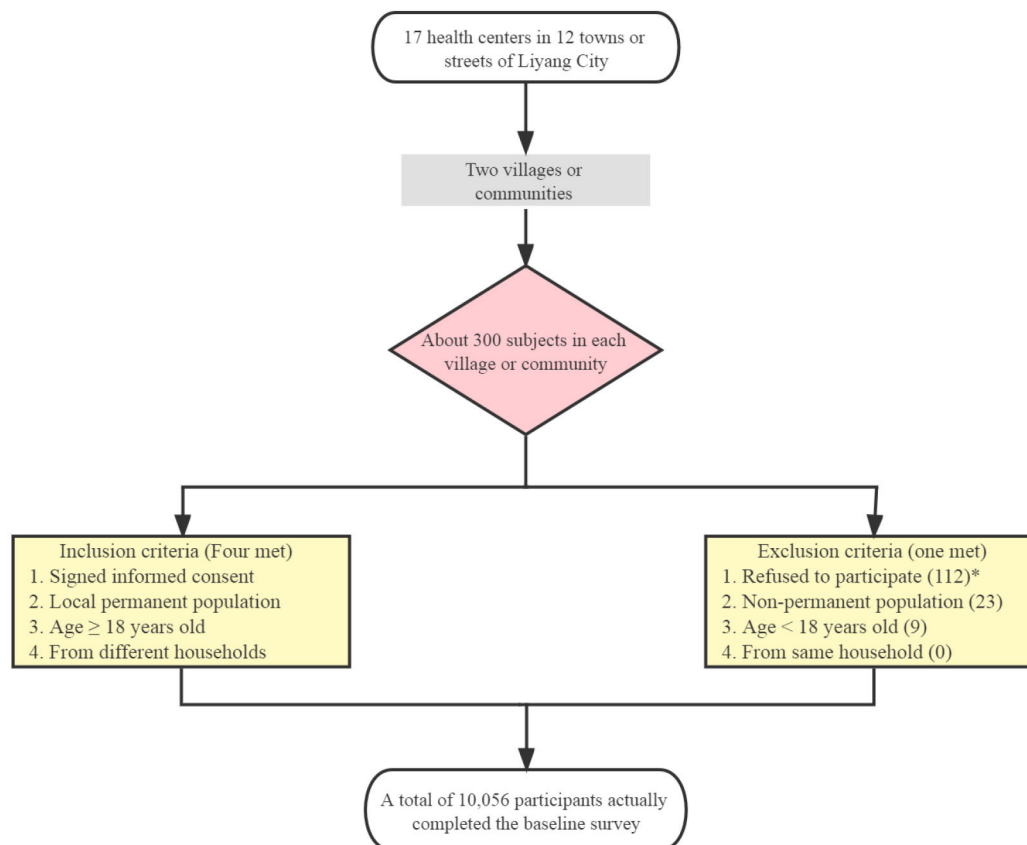 17 health centers in 12 towns or
streets of Liyang City
Two villages or
communities
About 300 subjects in each
village or community
Inclusion criteria (Four met)
1. Signed informed consent
2. Local permanent population
3. Age ≥ 18 years old
4. From different households
Exclusion criteria (one met)
1. Refused to participate (112)*
2. Non-permanent population (23)
3. Age < 18 years old (9)
4. From same household (0)
A total of 10,056 participants actually
completed the baseline survey